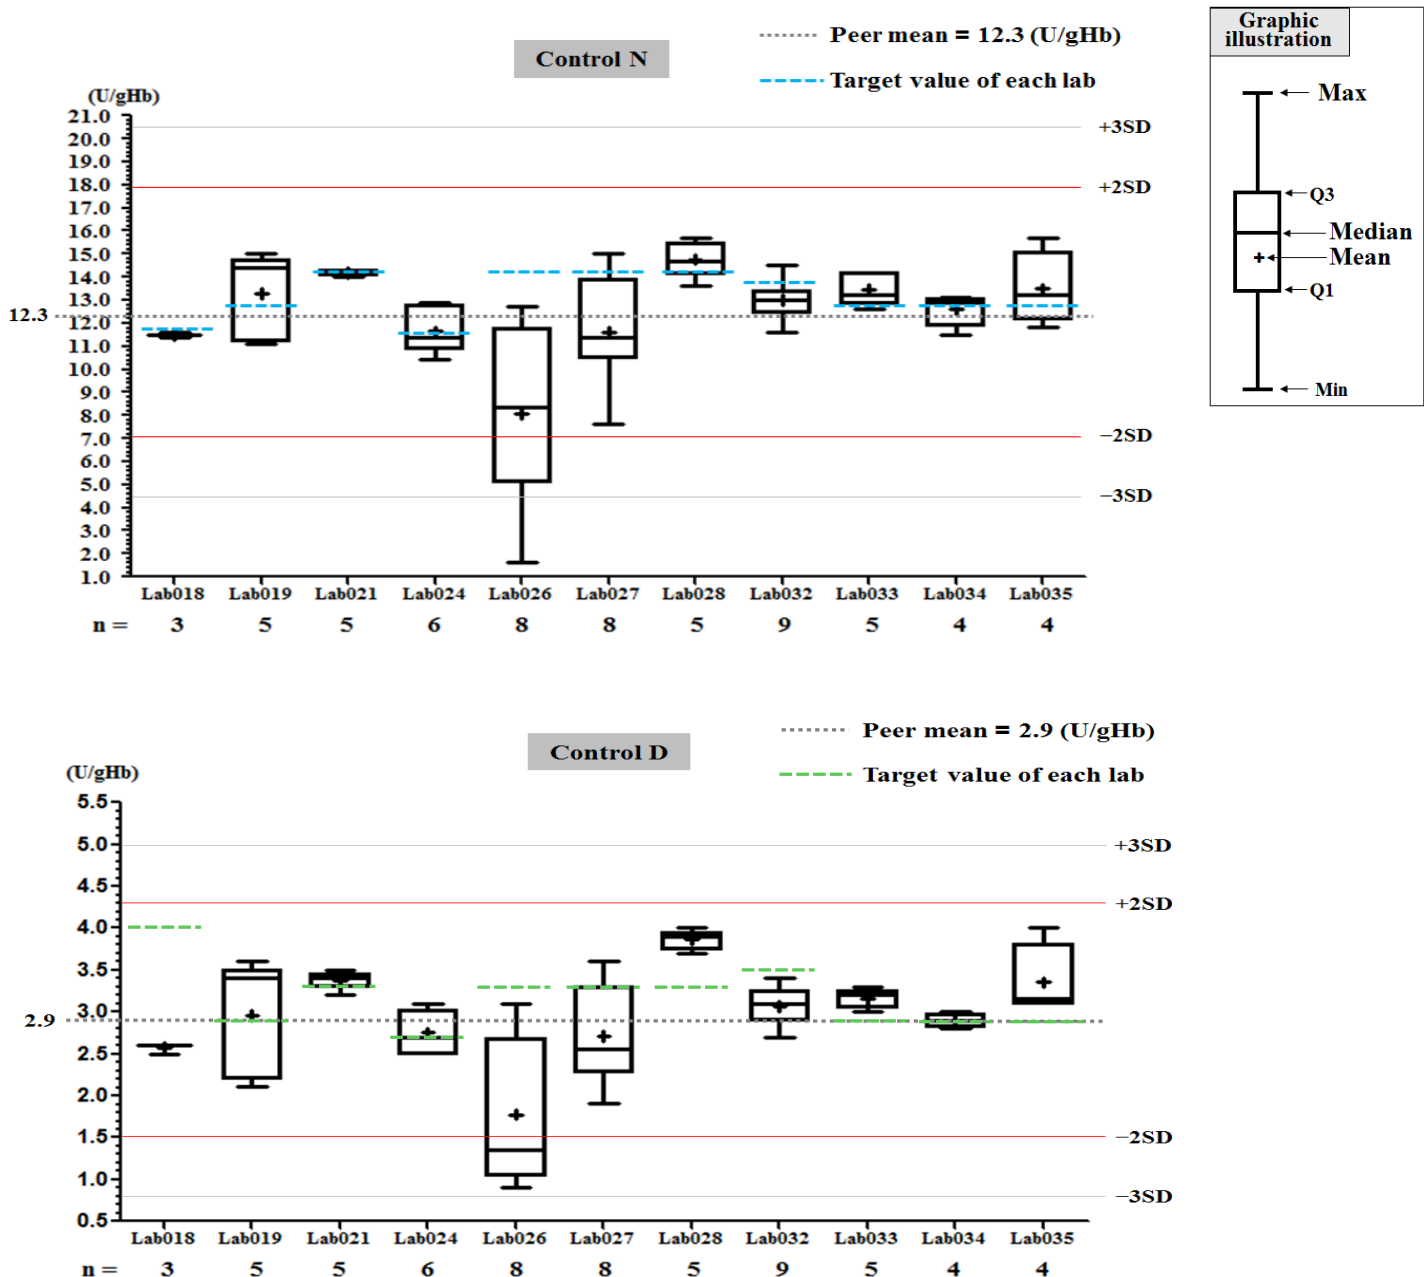 Control N
Peer mean = 12.3 (U/gHb)
Target value of each lab
(U/gHb)
21.0
20.0
19.0
18.0
17.0
16.0
15.0
14.0
13.0
12.0
11.0
10.0
9.0
8.0
7.0
6.0
5.0
4.0
3.0
2.0
1.0
12.3
+3SD
+2SD
−2SD
−3SD
Lab018 Lab019 Lab021 Lab024 Lab026 Lab027 Lab028 Lab032 Lab033 Lab034 Lab035
n = 3 5 5 6 8 8 5 9 5 4 4
Graphic
illustration
Max
Q3
Median
Mean
Q1
Min
Control D
Peer mean = 2.9 (U/gHb)
Target value of each lab
(U/gHb)
5.5
5.0
4.5
4.0
3.5
3.0
2.5
2.0
1.5
1.0
0.5
2.9
+3SD
+2SD
−2SD
−3SD
Lab018 Lab019 Lab021 Lab024 Lab026 Lab027 Lab028 Lab032 Lab033 Lab034 Lab035
n = 3 5 5 6 8 8 5 9 5 4 4